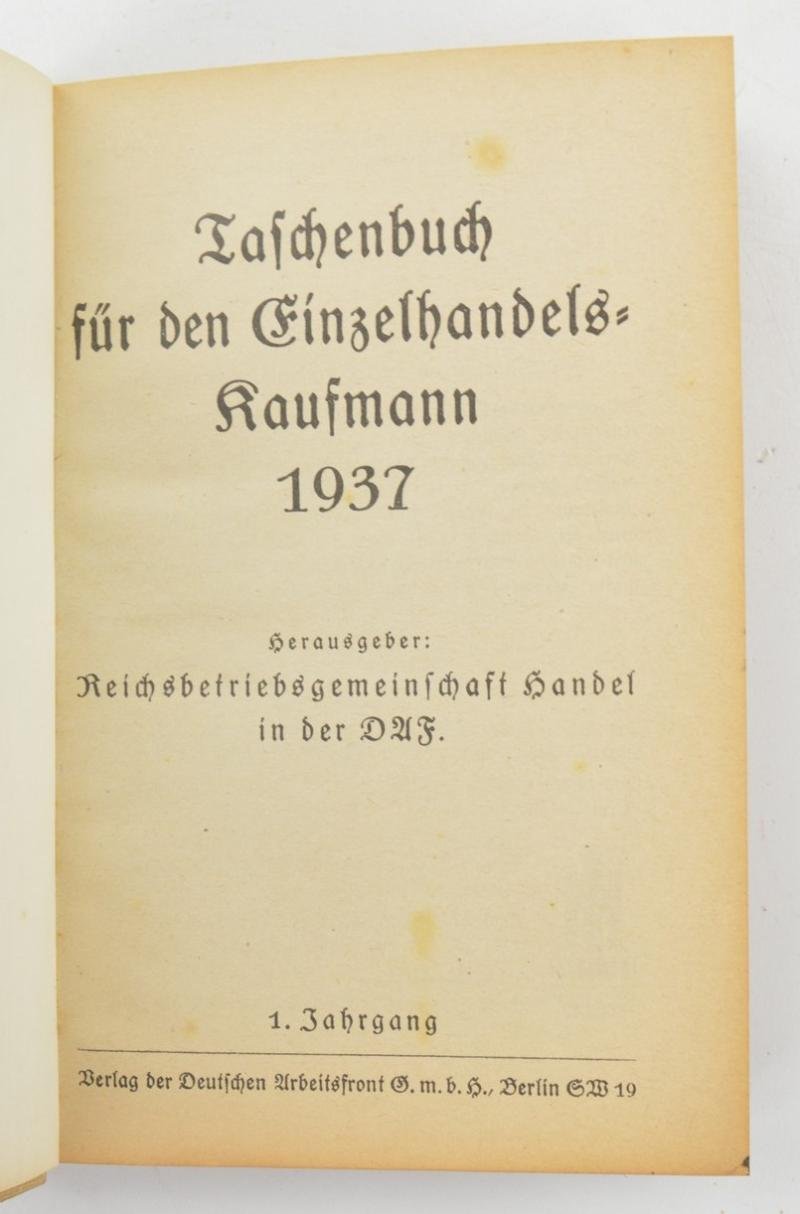 Taschenbuch
für den Einzelhandels-
Kaufmann
1937
Herausgeber:
Reichsbetriebsgemeinschaft Handel
in der DAF.
1. Jahrgang
Verlag der Deutschen Arbeitsfront G. m. b. H., Berlin SW 19